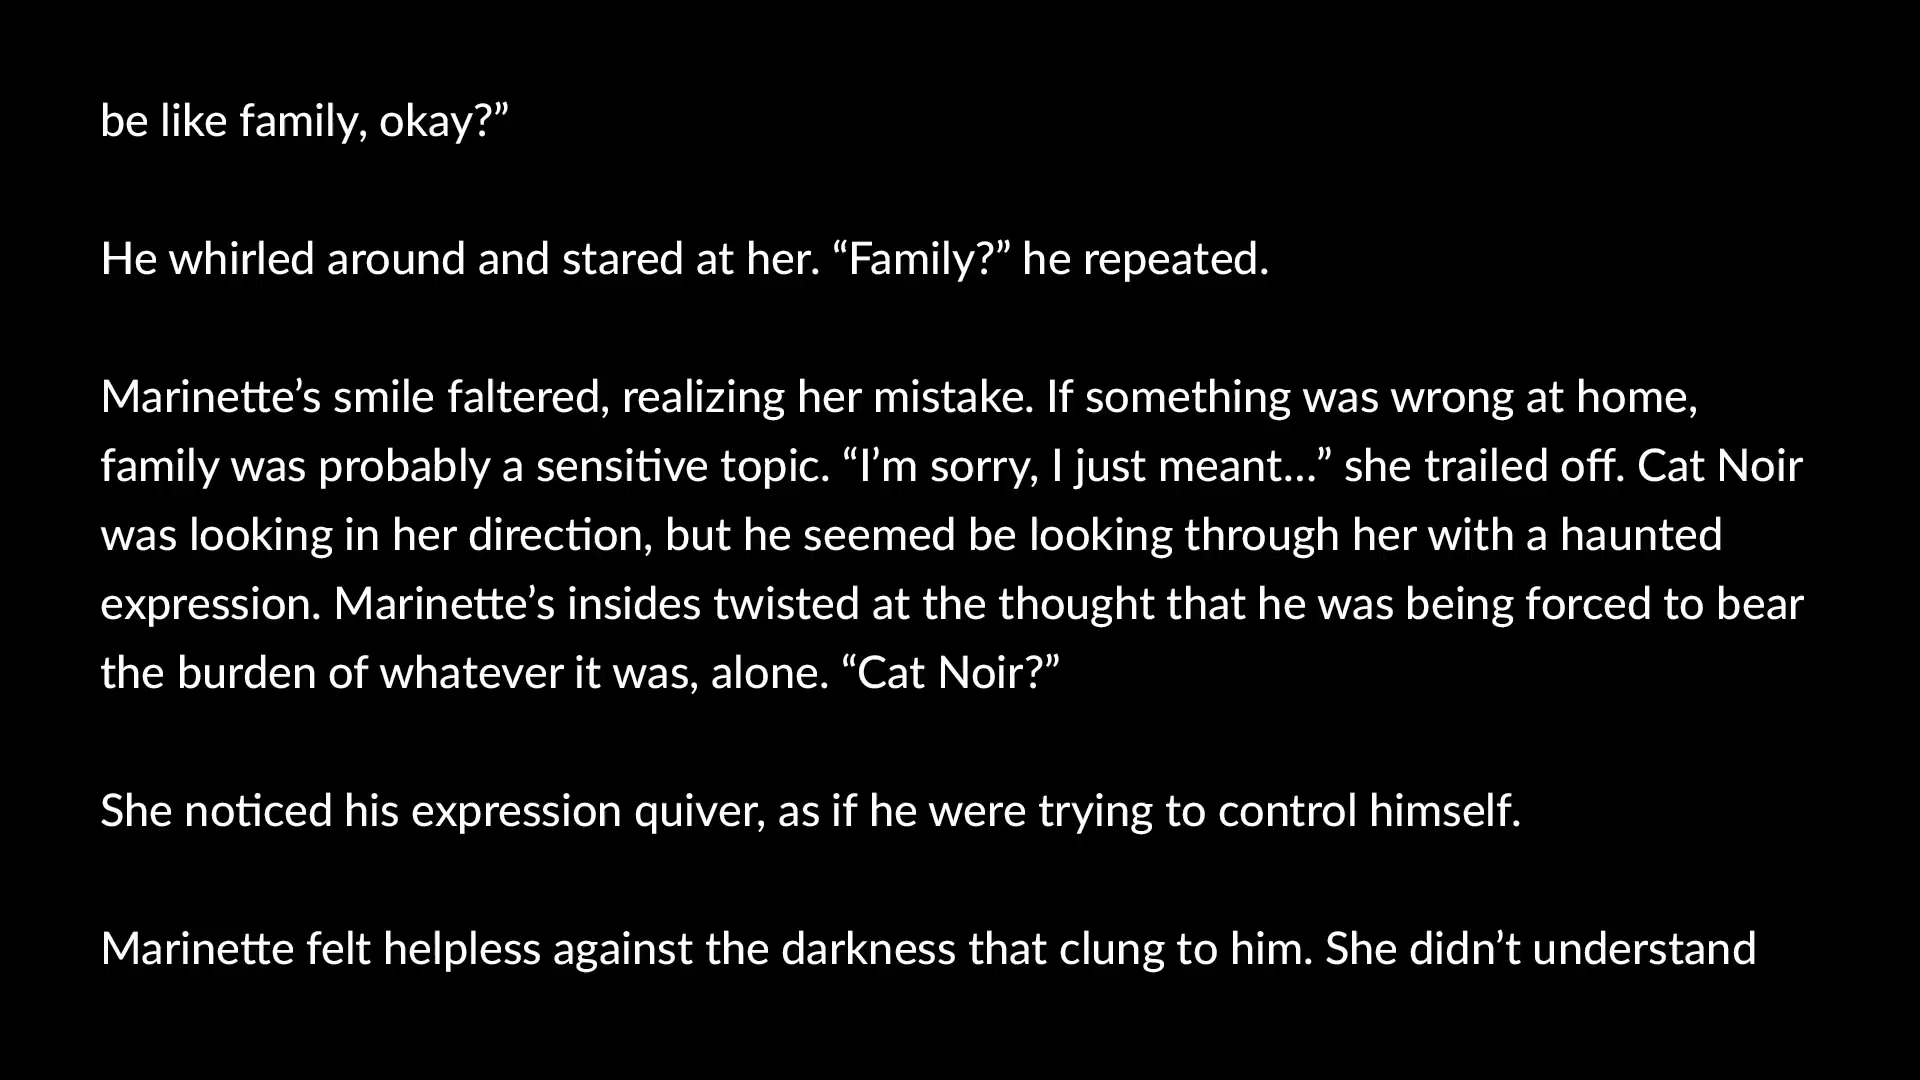 be like family, okay?”
He whirled around and stared at her. “Family?” he repeated.
Marinette’s smile faltered, realizing her mistake. If something was wrong at home,
family was probably a sensitive topic. “I’m sorry, I just meant…” she trailed off. Cat Noir
was looking in her direction, but he seemed be looking through her with a haunted
expression. Marinette’s insides twisted at the thought that he was being forced to bear
the burden of whatever it was, alone. “Cat Noir?”
She noticed his expression quiver, as if he were trying to control himself.
Marinette felt helpless against the darkness that clung to him. She didn’t understand